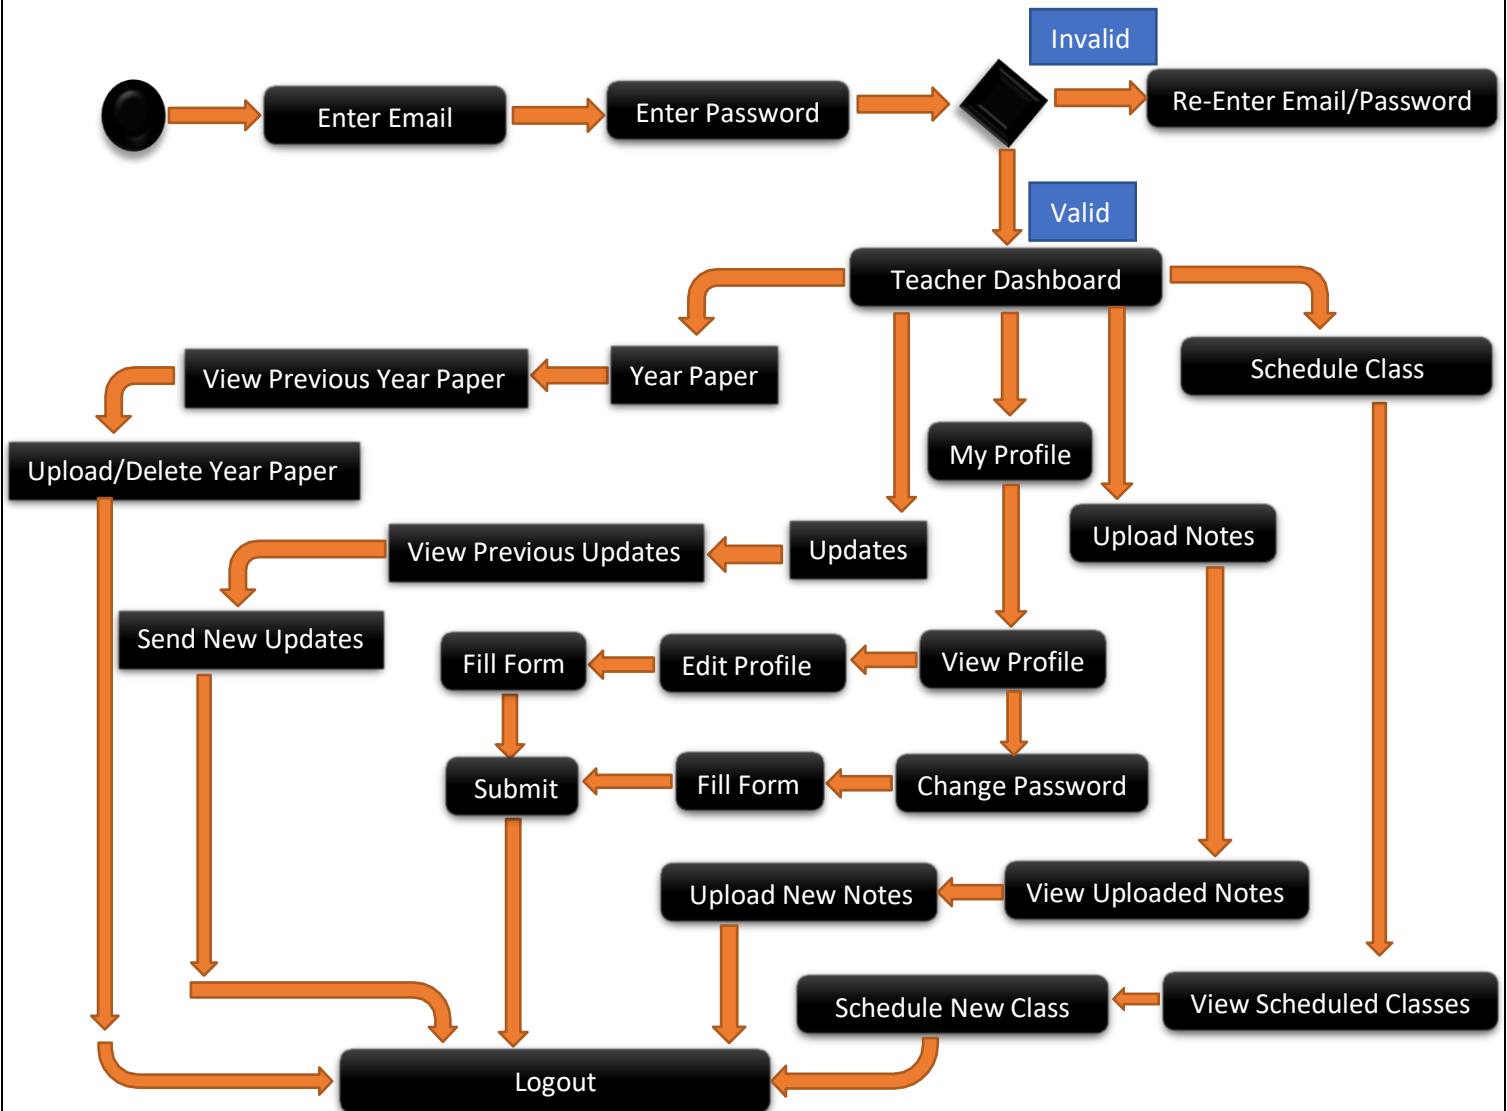 Invalid
Enter Email
Enter Password
Re-Enter Email/Password
Valid
Teacher Dashboard
View Previous Year Paper
Year Paper
Schedule Class
Upload/Delete Year Paper
My Profile
View Previous Updates
Updates
Upload Notes
Send New Updates
Fill Form
Edit Profile
View Profile
Submit
Fill Form
Change Password
Upload New Notes
View Uploaded Notes
Schedule New Class
View Scheduled Classes
Logout